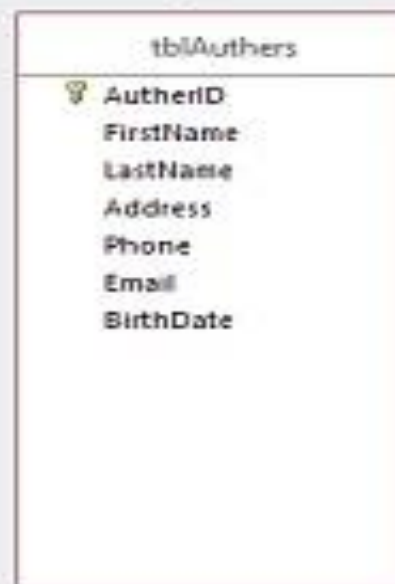 tblAuthers
AutherID
FirstName
LastName
Address
Phone
Email
BirthDate